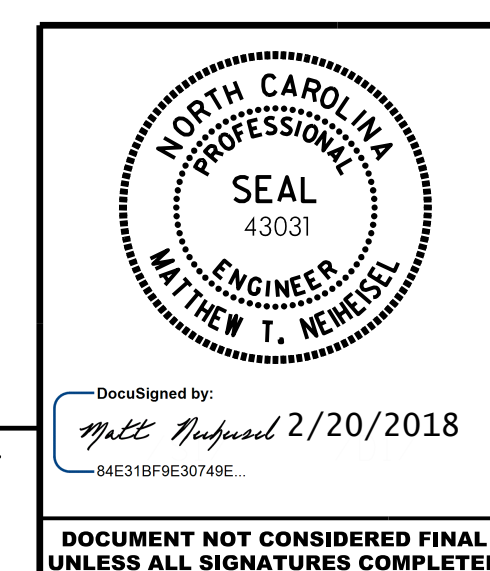 NORTH CAROLINA
PROFESSIONAL
SEAL
43031
ENGINEER
MATTHEW T. NEIHEISEL
DocuSigned by:
Matt Neiheisel 2/20/2018
84E31BF9E30749E...
DOCUMENT NOT CONSIDERED FINAL
UNLESS ALL SIGNATURES COMPLETED